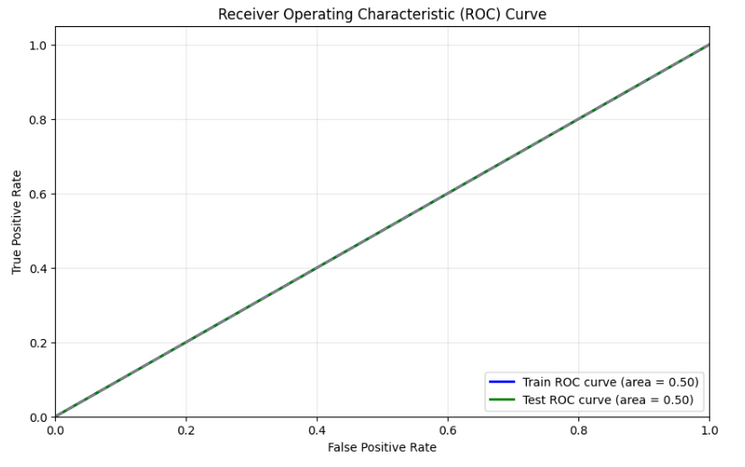 Receiver Operating Characteristic (ROC) Curve
True Positive Rate
1.0
0.8
0.6
0.4
0.2
0.0
Train ROC curve (area = 0.50)
Test ROC curve (area = 0.50)
0.0 0.2 0.4 0.6 0.8 1.0
False Positive Rate